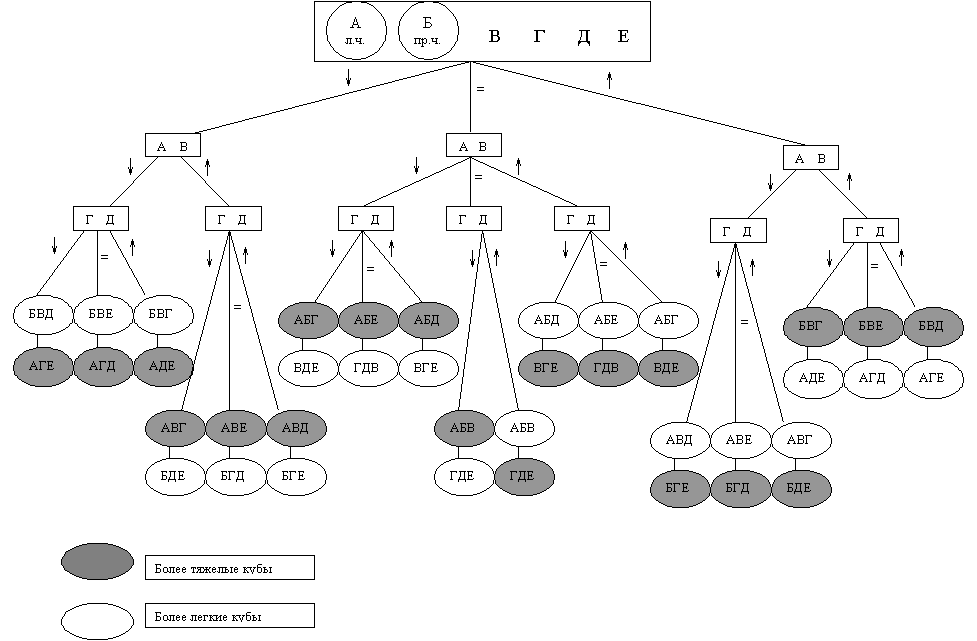 А Б В Г Д Е
л.ч. пр.ч.
=
А В А В А В
=
Г Д Г Д Г Д Г Д Г Д Г Д Г Д
= = = = = =
БВД БВЕ БВГ АБГ АБЕ АБД АБД АБЕ АБГ БВГ БВЕ БВД
АГЕ АГД АДЕ ВДЕ ГДВ ВГЕ ВГЕ ГДВ ВДЕ АДЕ АГД АГЕ
АВГ АВЕ АВД АБВ АБВ АВД АВЕ АВГ
БДЕ БГД БГЕ ГДЕ ГДЕ БГЕ БГД БДЕ
Более тяжелые кубы
Более легкие кубы